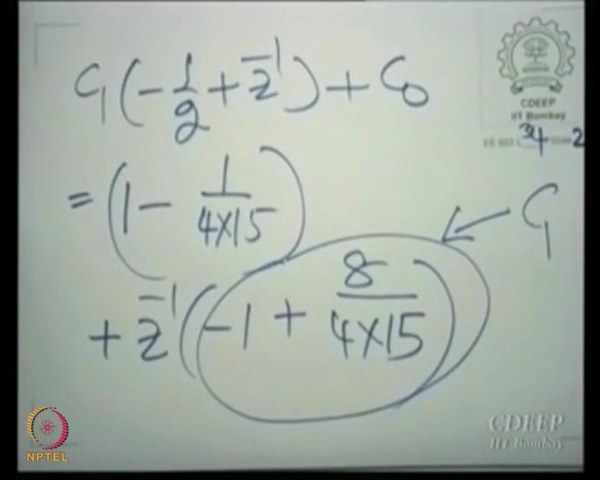 C₁(-1/2 + z̄¹) + C₀
CDEEP
IIT Bombay
= (1 - 1/(4×15))
C₁
+ z̄¹(-1 + 8/(4×15))
CDEEP
IIT Bombay
NPTEL